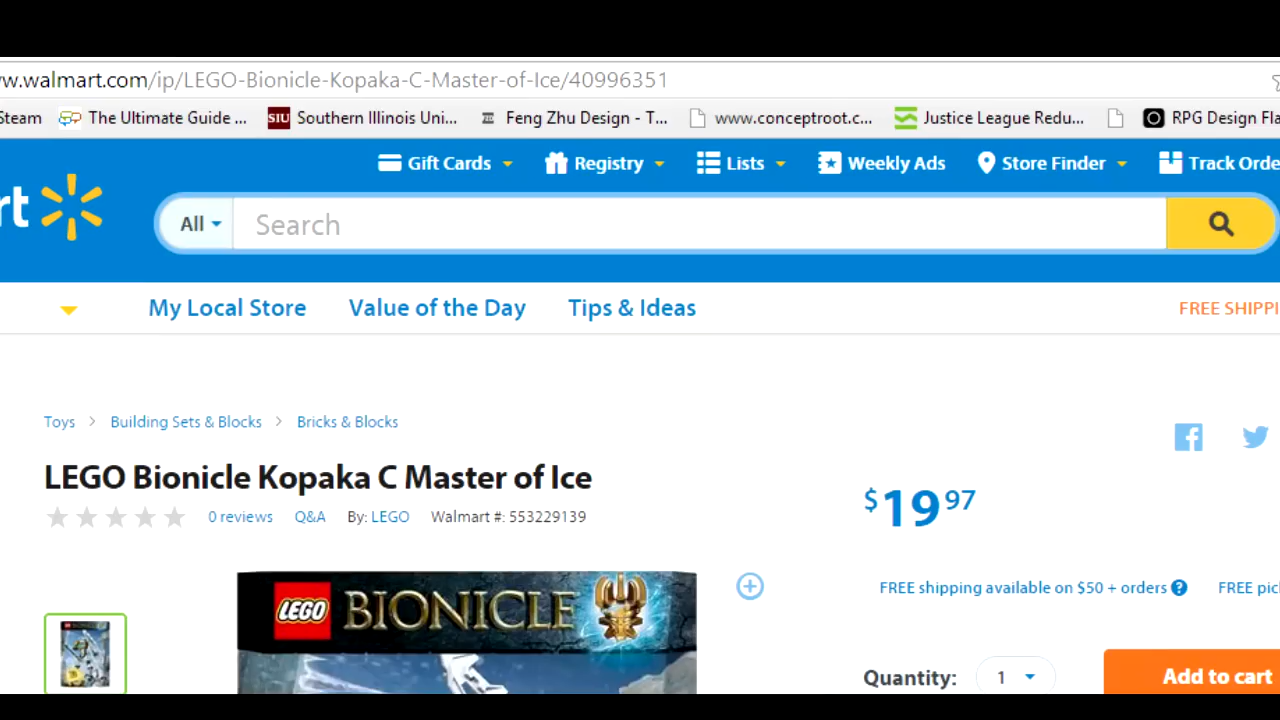 w.walmart.com/ip/LEGO-Bionicle-Kopaka-C-Master-of-Ice/40996351
Steam The Ultimate Guide ... SIU Southern Illinois Uni... Feng Zhu Design - T... www.conceptroot.c... Justice League Redu... RPG Design Fla
Gift Cards Registry Lists Weekly Ads Store Finder Track Orde
rt All Search
My Local Store Value of the Day Tips & Ideas FREE SHIPPI
Toys > Building Sets & Blocks > Bricks & Blocks
LEGO Bionicle Kopaka C Master of Ice
0 reviews Q&A By: LEGO Walmart #: 553229139
$19 97
LEGO BIONICLE
FREE shipping available on $50 + orders ? FREE pic
Quantity: 1 Add to cart